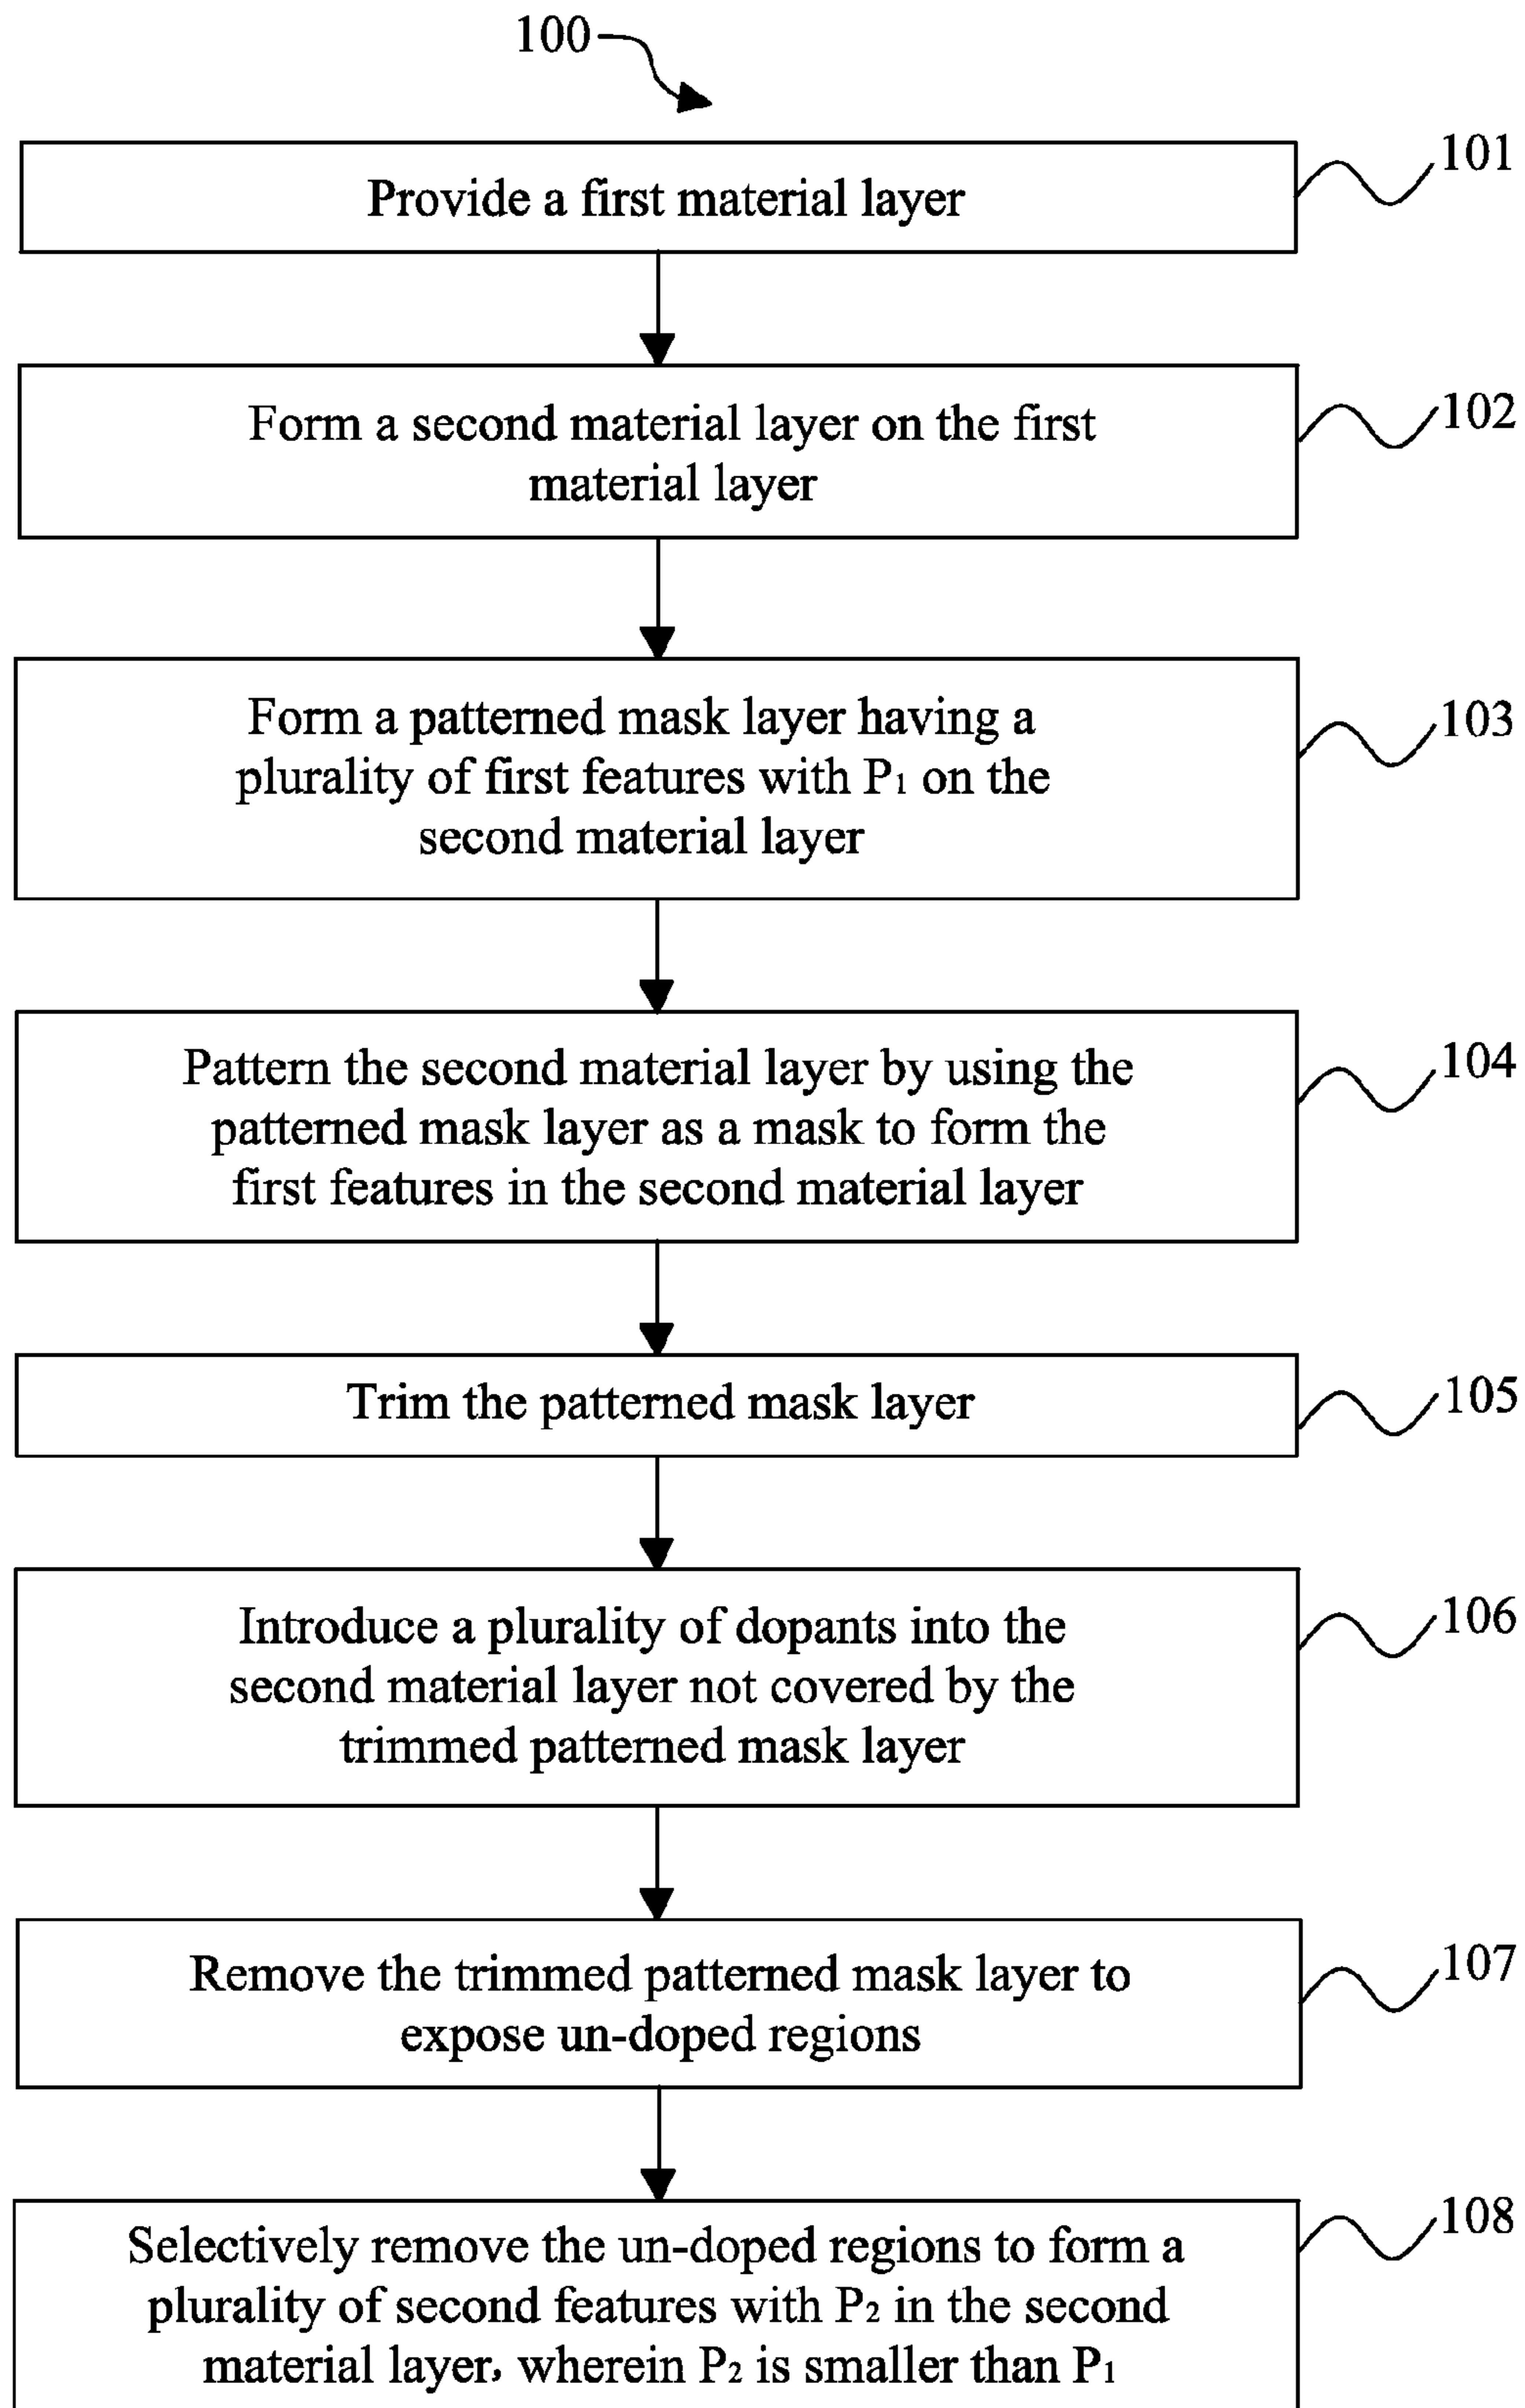 100
Provide a first material layer
101
Form a second material layer on the first
material layer
102
Form a patterned mask layer having a
plurality of first features with P₁ on the
second material layer
103
Pattern the second material layer by using the
patterned mask layer as a mask to form the
first features in the second material layer
104
Trim the patterned mask layer
105
Introduce a plurality of dopants into the
second material layer not covered by the
trimmed patterned mask layer
106
Remove the trimmed patterned mask layer to
expose un-doped regions
107
Selectively remove the un-doped regions to form a
plurality of second features with P₂ in the second
material layer, wherein P₂ is smaller than P₁
108